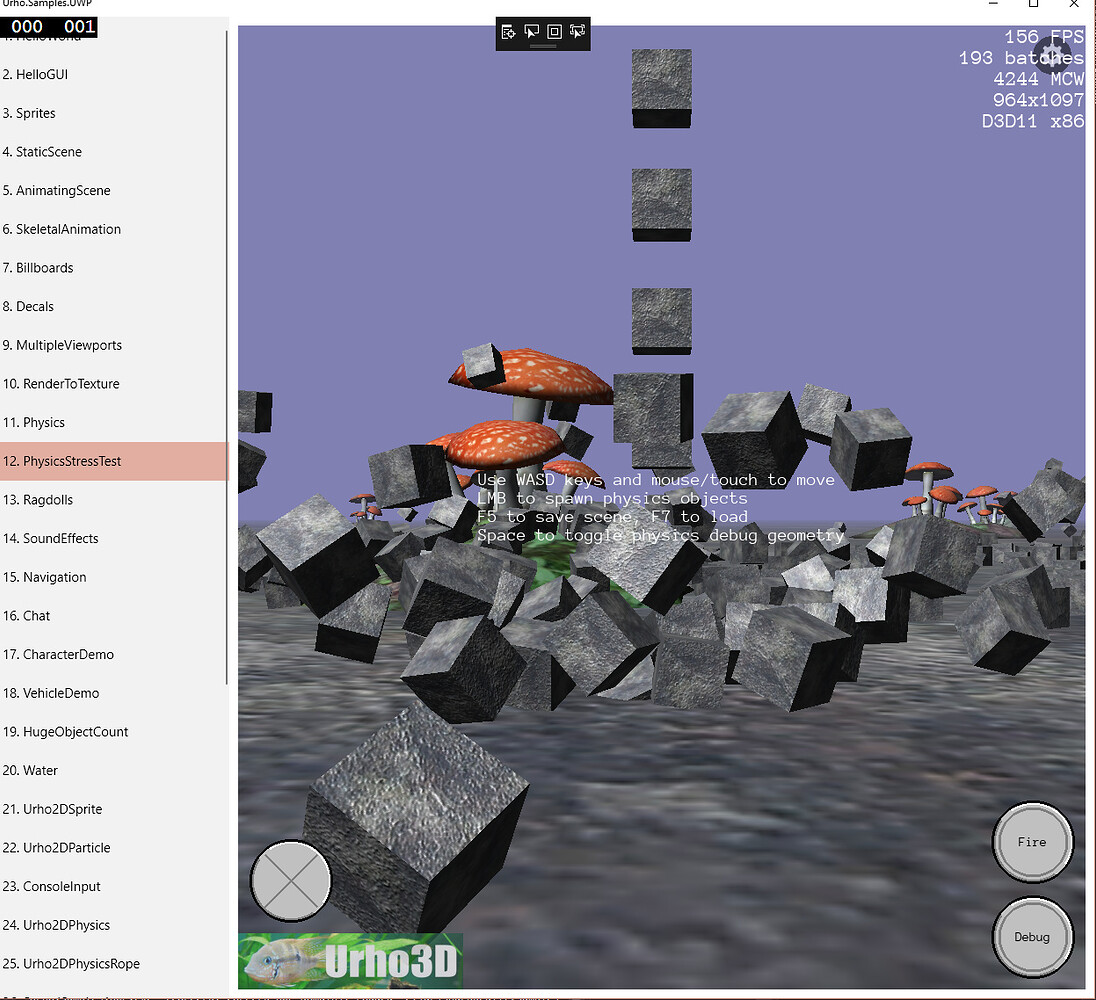 Urho.Samples.UWP
000 001
1. HelloWorld
2. HelloGUI
3. Sprites
4. StaticScene
5. AnimatingScene
6. SkeletalAnimation
7. Billboards
8. Decals
9. MultipleViewports
10. RenderToTexture
11. Physics
12. PhysicsStressTest
13. Ragdolls
14. SoundEffects
15. Navigation
16. Chat
17. CharacterDemo
18. VehicleDemo
19. HugeObjectCount
20. Water
21. Urho2DSprite
22. Urho2DParticle
23. ConsoleInput
24. Urho2DPhysics
25. Urho2DPhysicsRope
156 FPS
193 batches
4244 MCW
964x1097
D3D11 x86
Use WASD keys and mouse/touch to move
LMB to spawn physics objects
F5 to save scene, F7 to load
Space to toggle physics debug geometry
Fire
Debug
Urho3D